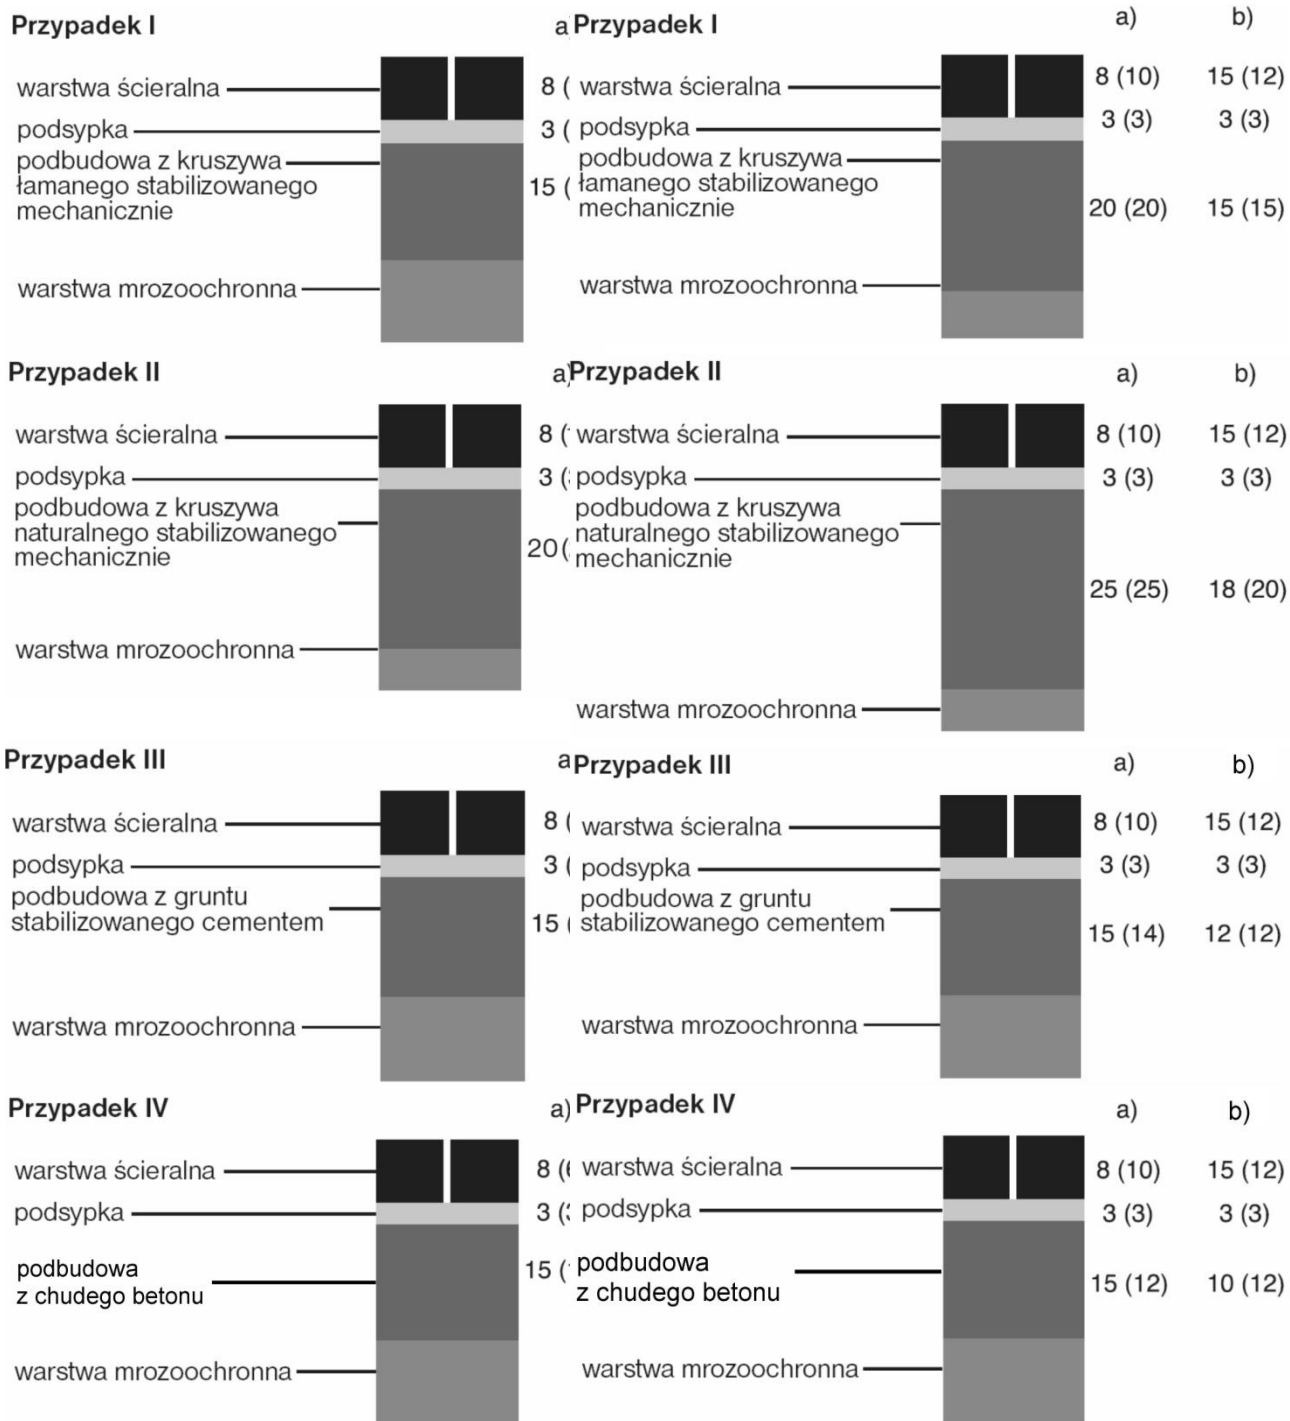 Przypadek I
a
warstwa ścieralna
8 (
podsypka
3 (
podbudowa z kruszywa
łamanego stabilizowanego
mechanicznie
15 (
warstwa mrozoochronna
Przypadek I
a) b)
warstwa ścieralna
8 (10) 15 (12)
podsypka
3 (3) 3 (3)
podbudowa z kruszywa
łamanego stabilizowanego
mechanicznie
20 (20) 15 (15)
warstwa mrozoochronna
Przypadek II
a)
warstwa ścieralna
8 (
podsypka
3 (
podbudowa z kruszywa
naturalnego stabilizowanego
mechanicznie
20 (
warstwa mrozoochronna
Przypadek II
a) b)
warstwa ścieralna
8 (10) 15 (12)
podsypka
3 (3) 3 (3)
podbudowa z kruszywa
naturalnego stabilizowanego
mechanicznie
25 (25) 18 (20)
warstwa mrozoochronna
Przypadek III
a
warstwa ścieralna
8 (
podsypka
3 (
podbudowa z gruntu
stabilizowanego cementem
15 (
warstwa mrozoochronna
Przypadek III
a) b)
warstwa ścieralna
8 (10) 15 (12)
podsypka
3 (3) 3 (3)
podbudowa z gruntu
stabilizowanego cementem
15 (14) 12 (12)
warstwa mrozoochronna
Przypadek IV
a)
warstwa ścieralna
8 (
podsypka
3 (
podbudowa
z chudego betonu
15 (
warstwa mrozoochronna
Przypadek IV
a) b)
warstwa ścieralna
8 (10) 15 (12)
podsypka
3 (3) 3 (3)
podbudowa
z chudego betonu
15 (12) 10 (12)
warstwa mrozoochronna